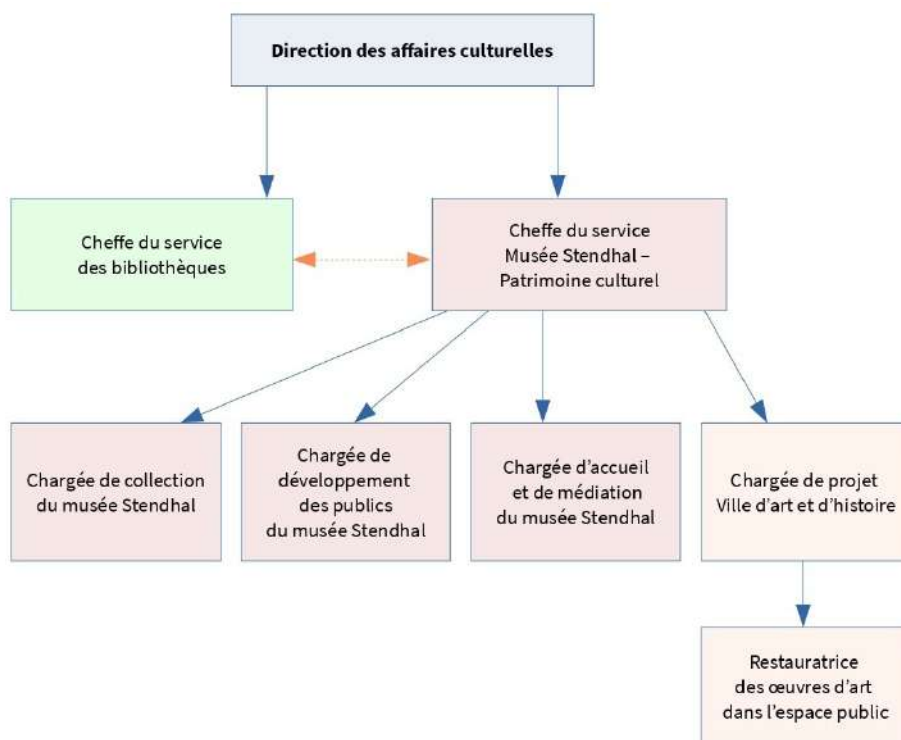 Direction des affaires culturelles
Cheffe du service
des bibliothèques
Cheffe du service
Musée Stendhal –
Patrimoine culturel
Chargée de collection
du musée Stendhal
Chargée de
développement
des publics
du musée Stendhal
Chargée d’accueil
et de médiation
du musée Stendhal
Chargée de projet
Ville d’art et d’histoire
Restauratrice
des œuvres d’art
dans l’espace public